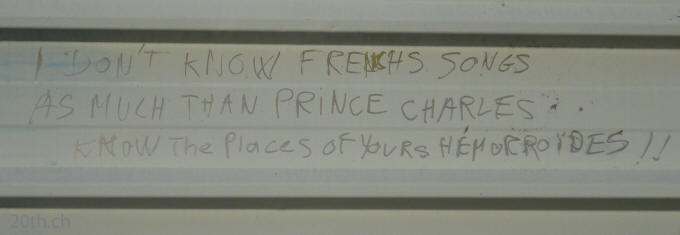 I DON'T KNOW FRENCHS SONGS
AS MUCH THAN PRINCE CHARLES..
KNOW The PlaceS OF YOURS HÉMORROÏDES!!
20th.ch